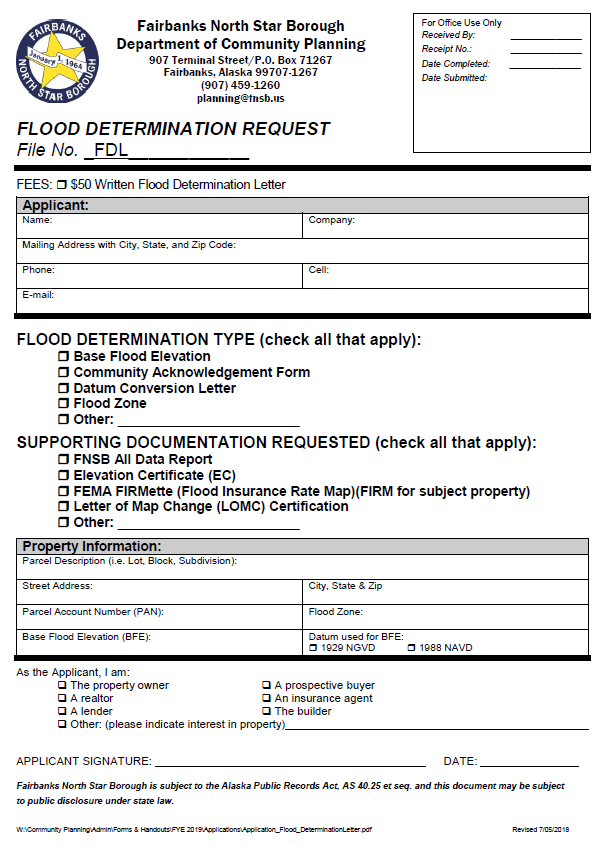 FAIRBANKS
January 1, 1964
NORTH STAR BOROUGH
Fairbanks North Star Borough
Department of Community Planning
907 Terminal Street/P.O. Box 71267
Fairbanks, Alaska 99707-1267
(907) 459-1260
planning@fnsb.us
For Office Use Only
Received By: ____________
Receipt No.: ____________
Date Completed: ____________
Date Submitted:
FLOOD DETERMINATION REQUEST
File No. _FDL____________
FEES: ❒ $50 Written Flood Determination Letter
Applicant:
Name: Company:
Mailing Address with City, State, and Zip Code:
Phone: Cell:
E-mail:
FLOOD DETERMINATION TYPE (check all that apply):
❒ Base Flood Elevation
❒ Community Acknowledgement Form
❒ Datum Conversion Letter
❒ Flood Zone
❒ Other: ______________________
SUPPORTING DOCUMENTATION REQUESTED (check all that apply):
❒ FNSB All Data Report
❒ Elevation Certificate (EC)
❒ FEMA FIRMette (Flood Insurance Rate Map)(FIRM for subject property)
❒ Letter of Map Change (LOMC) Certification
❒ Other: ______________________
Property Information:
Parcel Description (i.e. Lot, Block, Subdivision):
Street Address: City, State & Zip
Parcel Account Number (PAN): Flood Zone:
Base Flood Elevation (BFE): Datum used for BFE:
❒ 1929 NGVD ❒ 1988 NAVD
As the Applicant, I am:
❑ The property owner ❑ A prospective buyer
❑ A realtor ❑ An insurance agent
❑ A lender ❑ The builder
❑ Other: (please indicate interest in property)______________________
APPLICANT SIGNATURE: ______________________ DATE: ____________
Fairbanks North Star Borough is subject to the Alaska Public Records Act, AS 40.25 et seq. and this document may be subject
to public disclosure under state law.
W:\Community Planning\Admin\Forms & Handouts\FYE 2019\Applications\Application_Flood_DeterminationLetter.pdf Revised 7/05/2018